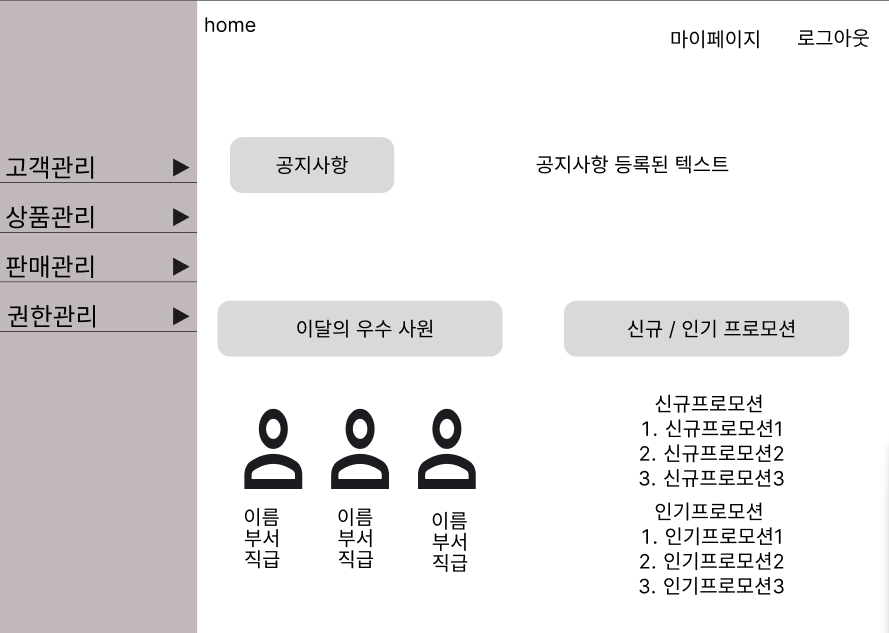 home
마이페이지
로그아웃
고객관리 ▶
상품관리 ▶
판매관리 ▶
권한관리 ▶
공지사항
공지사항 등록된 텍스트
이달의 우수 사원
이름
부서
직급
이름
부서
직급
이름
부서
직급
신규 / 인기 프로모션
신규프로모션
1. 신규프로모션1
2. 신규프로모션2
3. 신규프로모션3
인기프로모션
1. 인기프로모션1
2. 인기프로모션2
3. 인기프로모션3